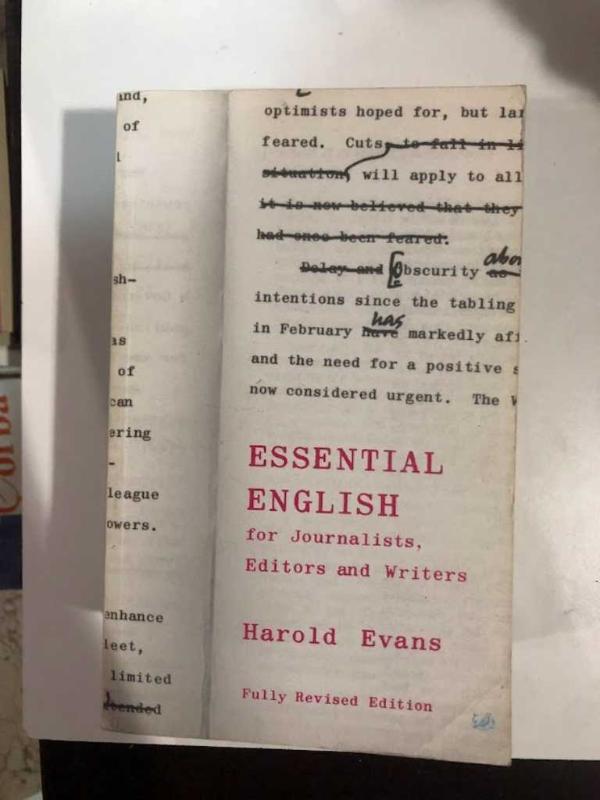 and,
of
sh-
as
of
can
ering
-
league
owers.
enhance
leet,
limited
optimists hoped for, but
feared. Cuts to fall in
situation, will apply to all
it is now believed that they
had once been feared.
Delay and Obscurity as
intentions since the tabling
in February have has markedly
and the need for a positive
now considered urgent. The
ESSENTIAL
ENGLISH
for Journalists,
Editors and Writers
Harold Evans
Fully Revised Edition